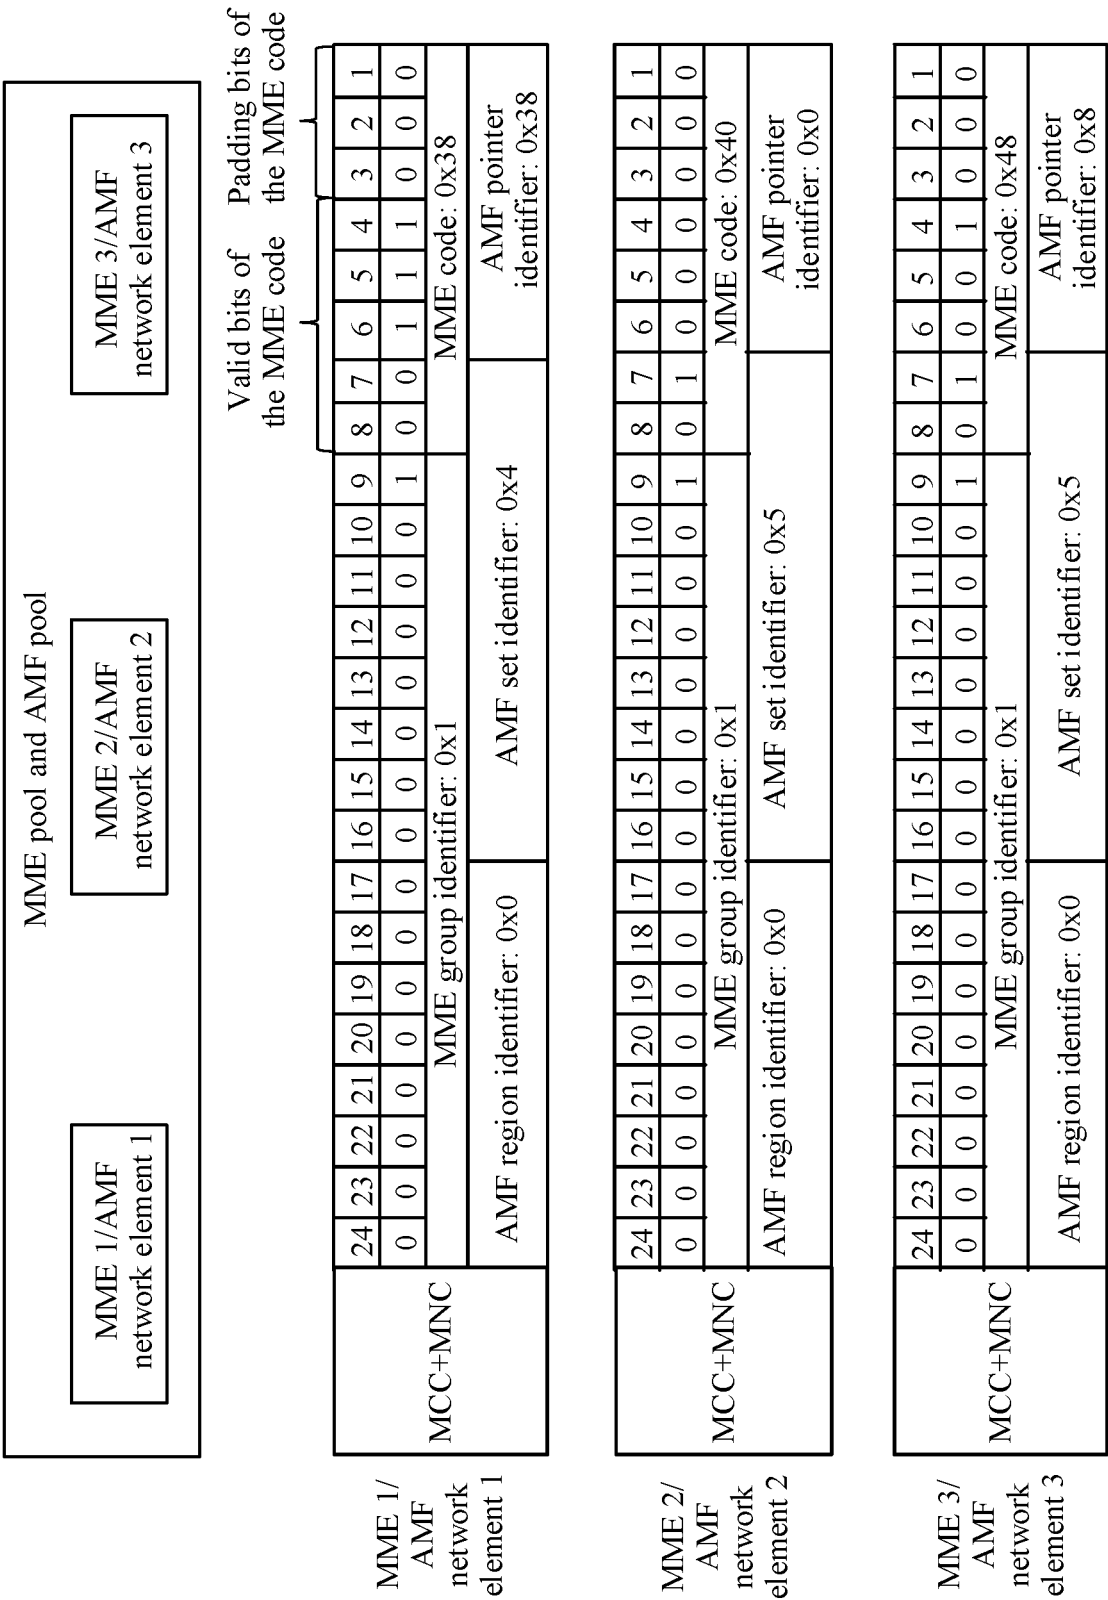 MME pool and AMF pool
MME 1/AMF
network element 1
MME 2/AMF
network element 2
MME 3/AMF
network element 3
Valid bits of
the MME code
Padding bits of
the MME code
MME 1/
AMF
network
element 1
MCC+MNC
24 23 22 21 20 19 18 17 16 15 14 13 12 11 10 9 8 7 6 5 4 3 2 1
0 0 0 0 0 0 0 0 0 0 0 0 0 0 0 1 0 0 1 1 1 0 0 0
MME group identifier: 0x1 MME code: 0x38
AMF region identifier: 0x0 AMF set identifier: 0x4 AMF pointer
identifier: 0x38
MME 2/
AMF
network
element 2
MCC+MNC
24 23 22 21 20 19 18 17 16 15 14 13 12 11 10 9 8 7 6 5 4 3 2 1
0 0 0 0 0 0 0 0 0 0 0 0 0 0 0 1 0 1 0 0 0 0 0 0
MME group identifier: 0x1 MME code: 0x40
AMF region identifier: 0x0 AMF set identifier: 0x5 AMF pointer
identifier: 0x0
MME 3/
AMF
network
element 3
MCC+MNC
24 23 22 21 20 19 18 17 16 15 14 13 12 11 10 9 8 7 6 5 4 3 2 1
0 0 0 0 0 0 0 0 0 0 0 0 0 0 0 1 0 1 0 0 1 0 0 0
MME group identifier: 0x1 MME code: 0x48
AMF region identifier: 0x0 AMF set identifier: 0x5 AMF pointer
identifier: 0x8